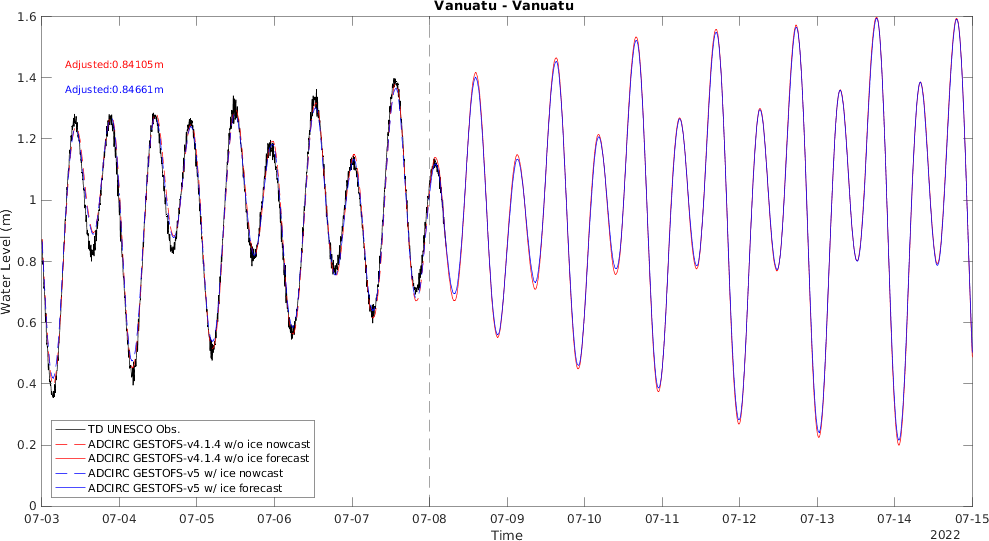 Vanuatu - Vanuatu
1.6
1.4
1.2
1
0.8
0.6
0.4
0.2
0
Water Level (m)
Adjusted:0.84105m
Adjusted:0.84661m
TD UNESCO Obs.
ADCIRC GESTOFS-v4.1.4 w/o ice nowcast
ADCIRC GESTOFS-v4.1.4 w/o ice forecast
ADCIRC GESTOFS-v5 w/ ice nowcast
ADCIRC GESTOFS-v5 w/ ice forecast
07-03 07-04 07-05 07-06 07-07 07-08 07-09 07-10 07-11 07-12 07-13 07-14 07-15
Time
2022